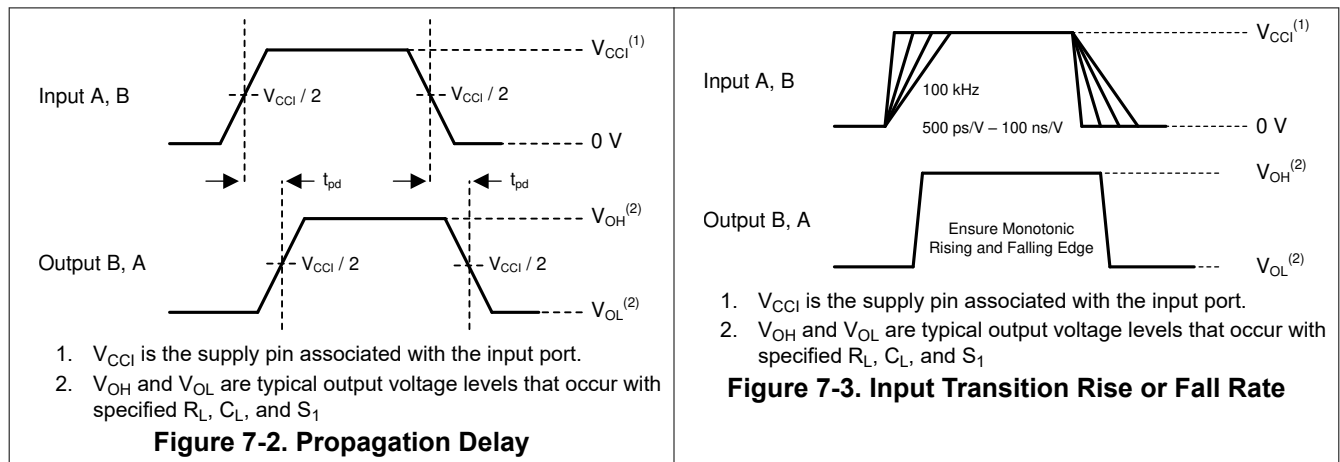 V_CCI^(1)
Input A, B
V_CCI / 2
V_CCI / 2
0 V
t_pd
t_pd
V_OH^(2)
Output B, A
V_CCI / 2
V_CCI / 2
V_OL^(2)
1. V_CCI is the supply pin associated with the input port.
2. V_OH and V_OL are typical output voltage levels that occur with
specified R_L, C_L, and S_1
Figure 7-2. Propagation Delay
V_CCI^(1)
Input A, B
100 kHz
500 ps/V – 100 ns/V
0 V
V_OH^(2)
Output B, A
Ensure Monotonic
Rising and Falling Edge
V_OL^(2)
1. V_CCI is the supply pin associated with the input port.
2. V_OH and V_OL are typical output voltage levels that occur with
specified R_L, C_L, and S_1
Figure 7-3. Input Transition Rise or Fall Rate